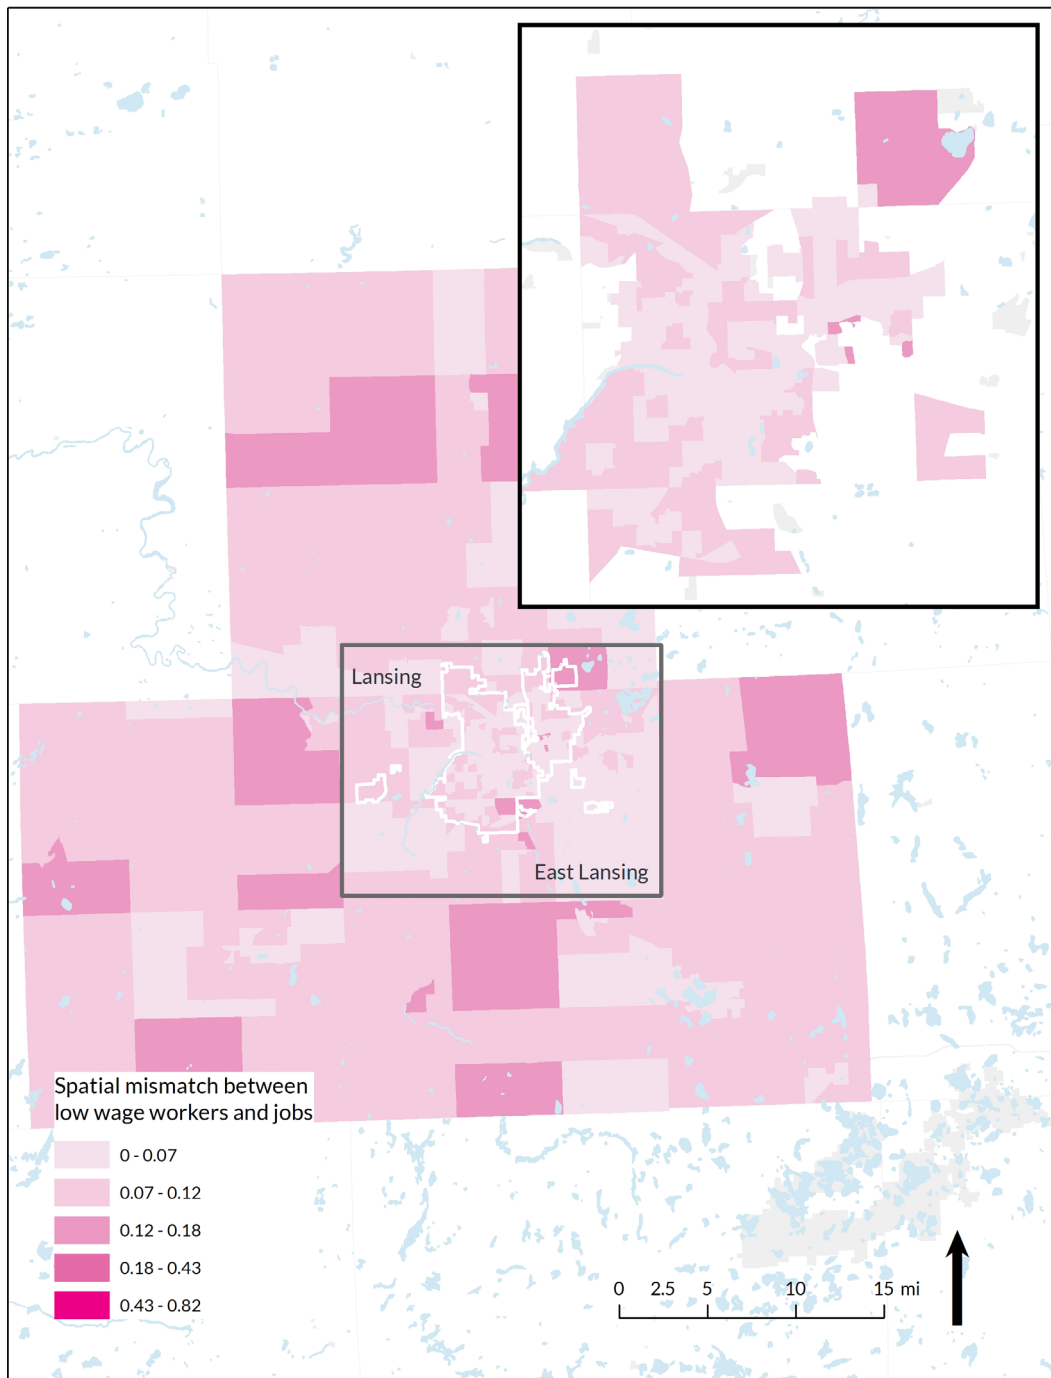 Lansing
East Lansing
Spatial mismatch between
low wage workers and jobs
0 - 0.07
0.07 - 0.12
0.12 - 0.18
0.18 - 0.43
0.43 - 0.82
0 2.5 5 10 15 mi